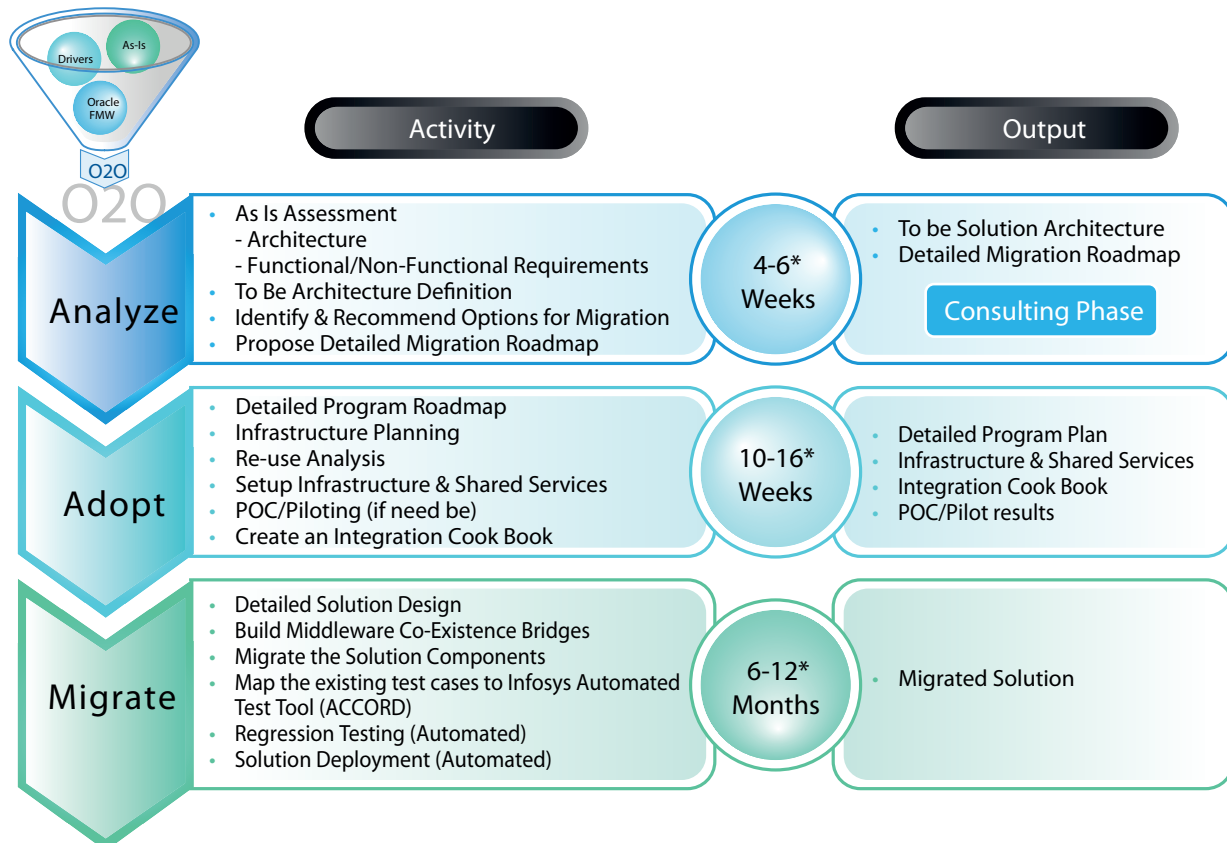 Drivers
As-Is
Oracle
FMW
O2O
O2O
Activity
Output
Analyze
• As Is Assessment
- Architecture
- Functional/Non-Functional Requirements
• To Be Architecture Definition
• Identify & Recommend Options for Migration
• Propose Detailed Migration Roadmap
4-6*
Weeks
• To be Solution Architecture
• Detailed Migration Roadmap
Consulting Phase
Adopt
• Detailed Program Roadmap
• Infrastructure Planning
• Re-use Analysis
• Setup Infrastructure & Shared Services
• POC/Piloting (if need be)
• Create an Integration Cook Book
10-16*
Weeks
• Detailed Program Plan
• Infrastructure & Shared Services
• Integration Cook Book
• POC/Pilot results
Migrate
• Detailed Solution Design
• Build Middleware Co-Existence Bridges
• Migrate the Solution Components
• Map the existing test cases to Infosys Automated
Test Tool (ACCORD)
• Regression Testing (Automated)
• Solution Deployment (Automated)
6-12*
Months
• Migrated Solution